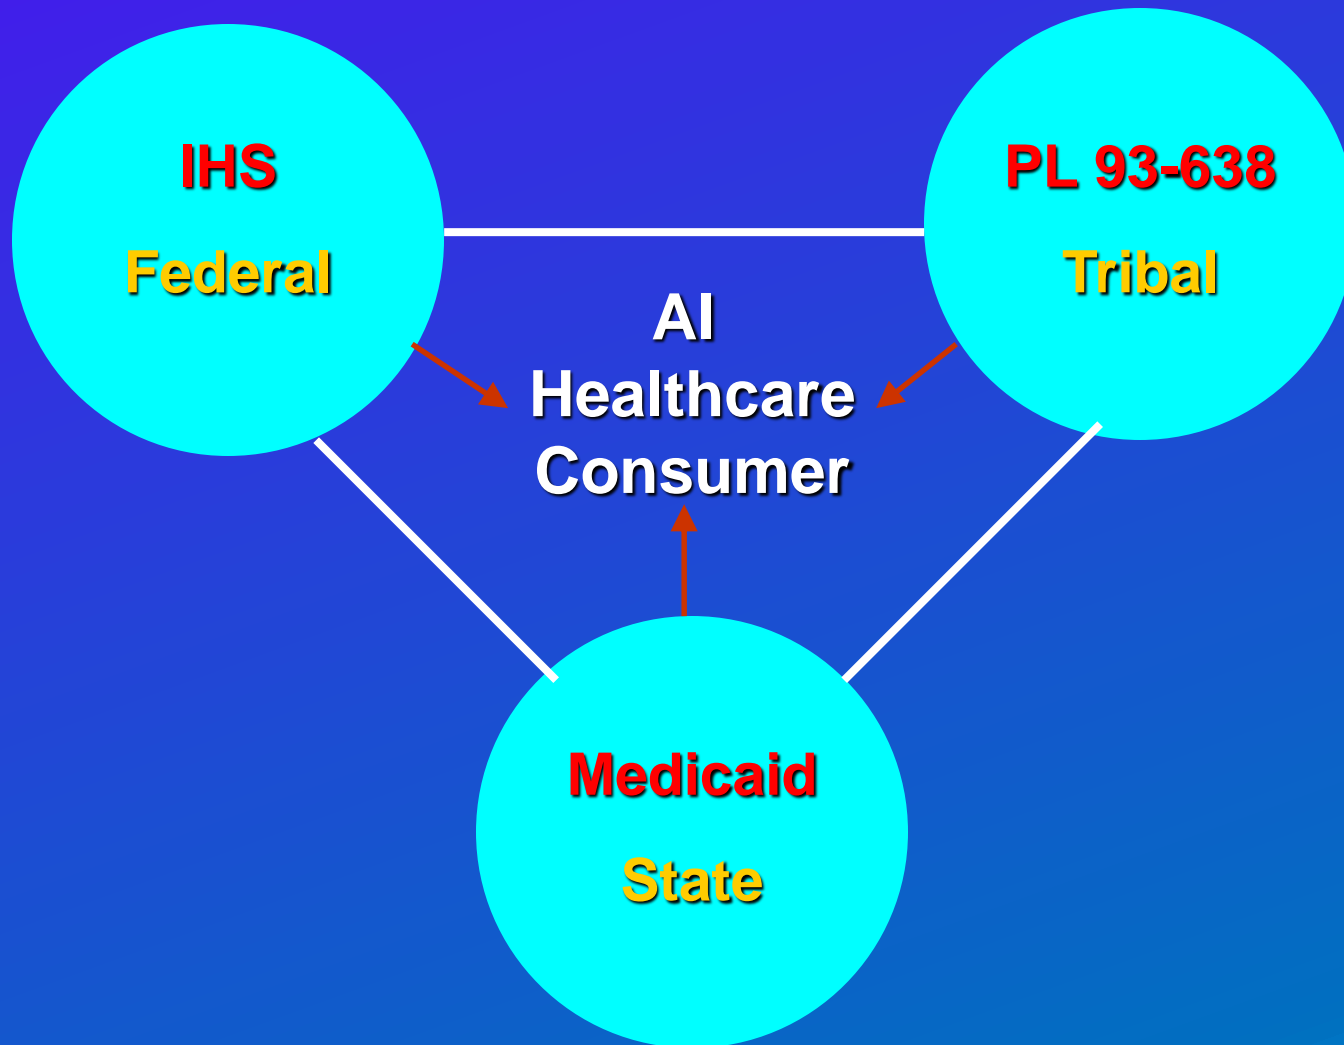 IHS
Federal
PL 93-638
Tribal
AI
Healthcare
Consumer
Medicaid
State